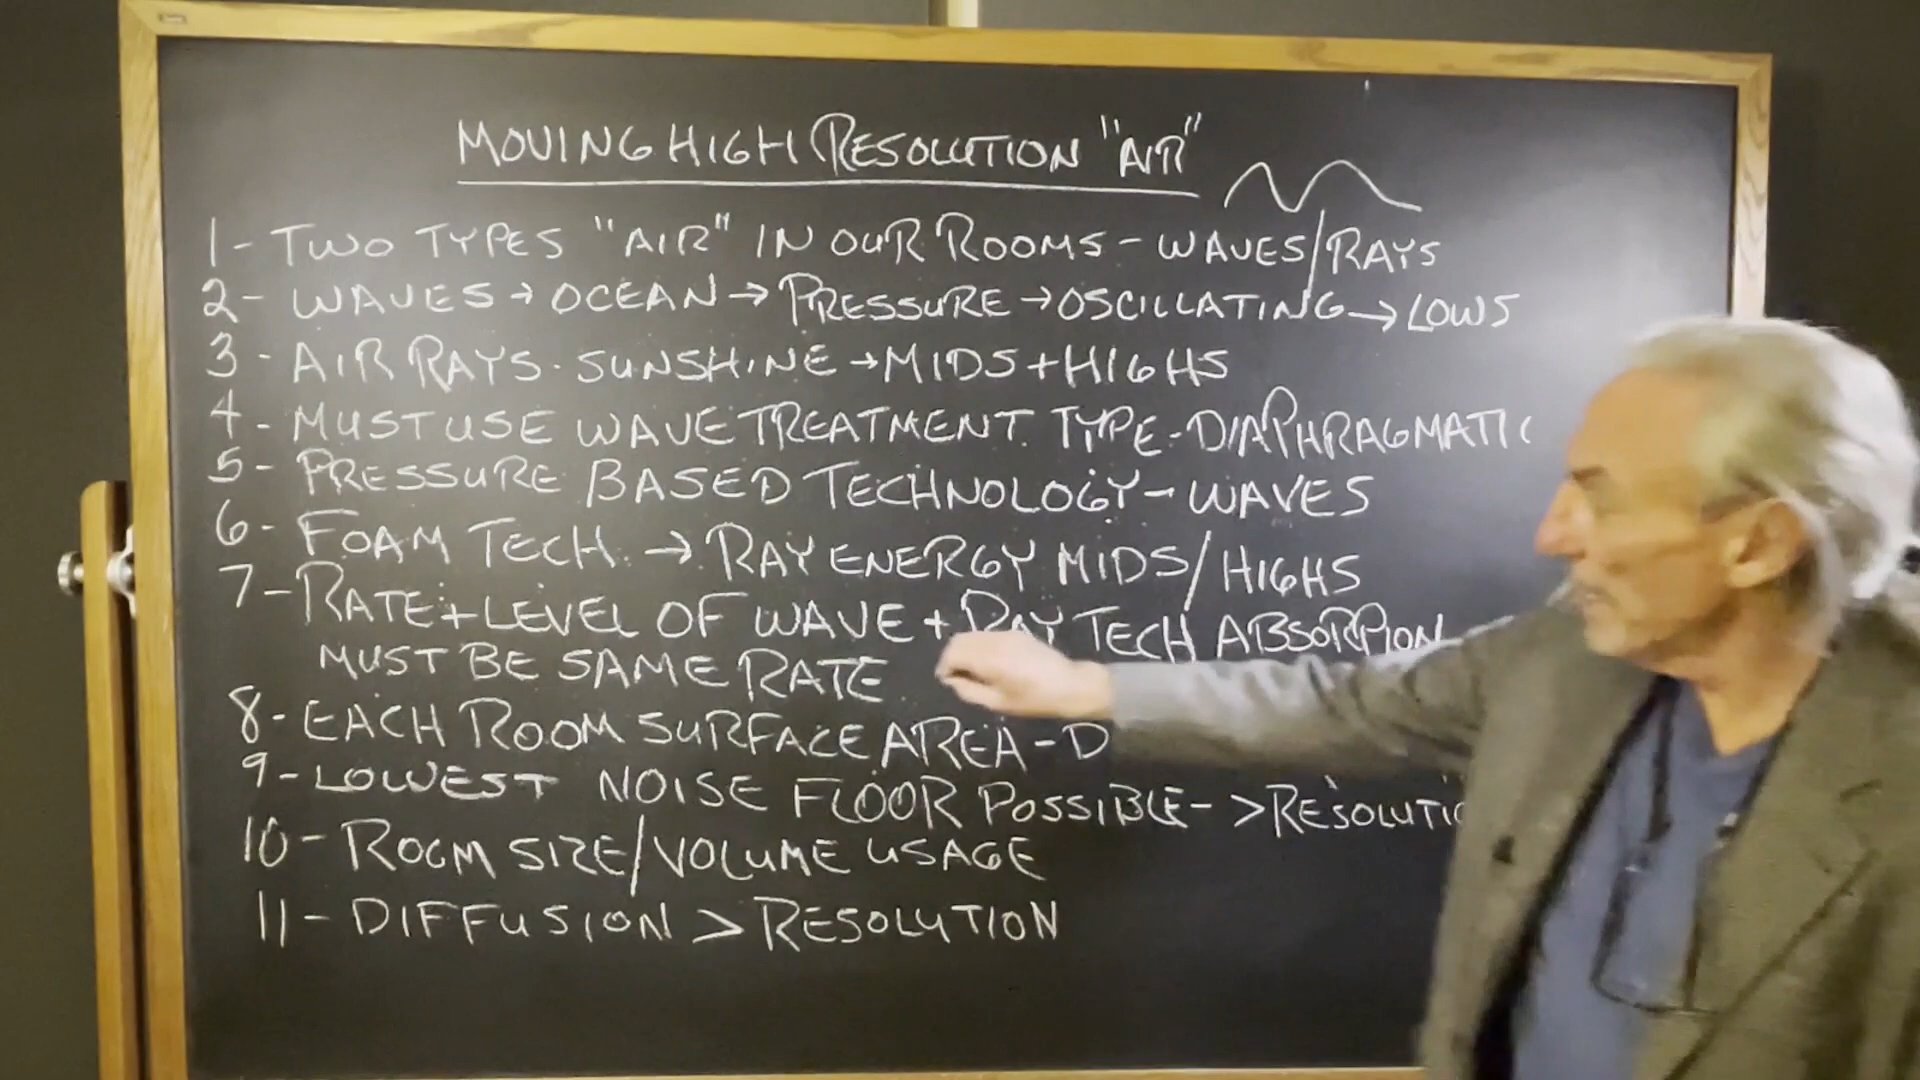 MOVING HIGH RESOLUTION "AIR"
1- TWO TYPES "AIR" IN OUR ROOMS - WAVES/RAYS
2- WAVES → OCEAN → PRESSURE → OSCILLATING → LOWS
3- AIR RAYS. SUNSHINE → MIDS + HIGHS
4- MUST USE WAVE TREATMENT TYPE - DIAPHRAGMATIC
5- PRESSURE BASED TECHNOLOGY - WAVES
6- FOAM TECH. → RAY ENERGY MIDS/HIGHS
7- RATE + LEVEL OF WAVE + RAY TECH ABSORPION
MUST BE SAME RATE
8- EACH ROOM SURFACE AREA - D
9- LOWEST NOISE FLOOR POSSIBLE - > RESOLUTIO
10- ROOM SIZE/VOLUME USAGE
11- DIFFUSION > RESOLUTION